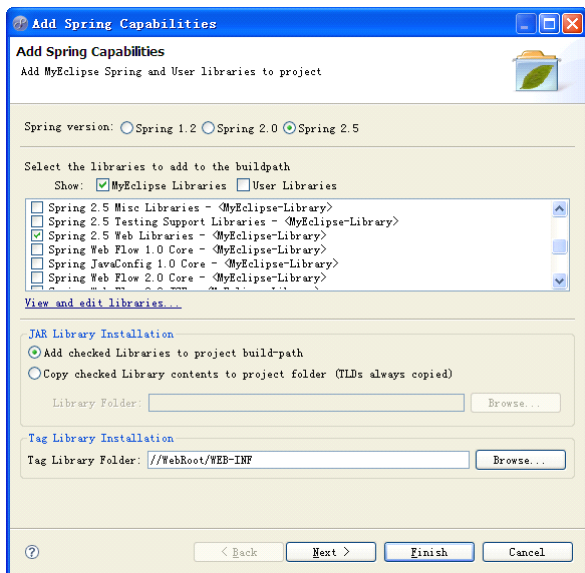 Add Spring Capabilities
Add Spring Capabilities
Add MyEclipse Spring and User libraries to project
Spring version: Spring 1.2 Spring 2.0 Spring 2.5
Select the libraries to add to the buildpath
Show: MyEclipse Libraries User Libraries
Spring 2.5 Misc Libraries - <MyEclipse-Library>
Spring 2.5 Testing Support Libraries - <MyEclipse-Library>
Spring 2.5 Web Libraries - <MyEclipse-Library>
Spring Web Flow 1.0 Core - <MyEclipse-Library>
Spring JavaConfig 1.0 Core - <MyEclipse-Library>
Spring Web Flow 2.0 Core - <MyEclipse-Library>
View and edit libraries...
JAR Library Installation
Add checked Libraries to project build-path
Copy checked Library contents to project folder (TLDs always copied)
Library Folder: Browse...
Tag Library Installation
Tag Library Folder: //WebRoot/WEB-INF Browse...
? < Back Next > Finish Cancel